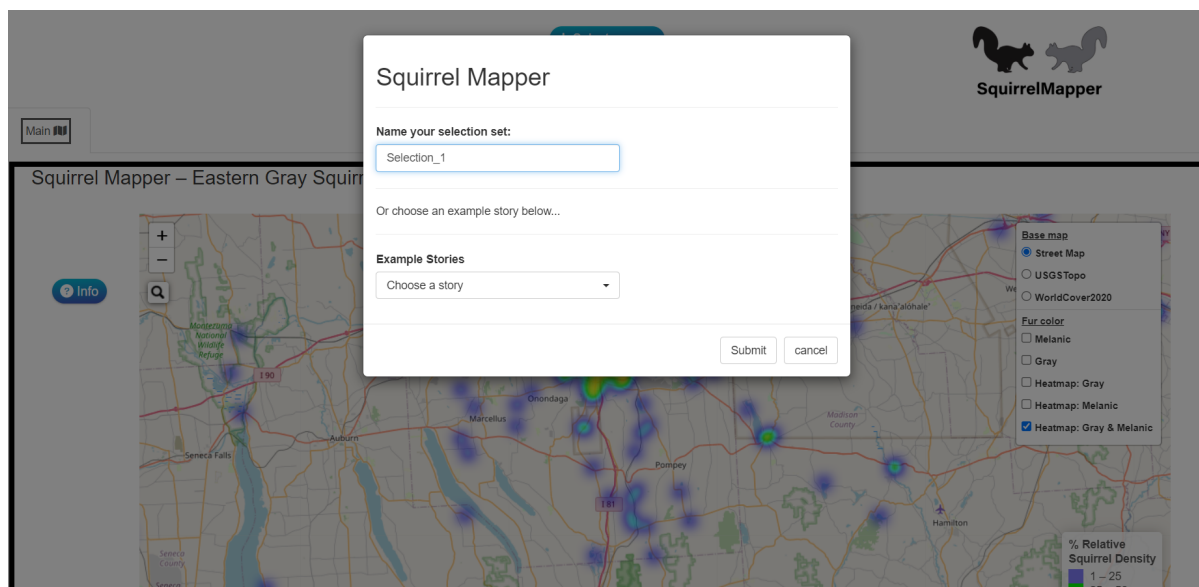 Squirrel Mapper
Name your selection set:
Selection_1
Or choose an example story below...
Example Stories
Choose a story
Submit
cancel
SquirrelMapper
Main
Squirrel Mapper – Eastern Gray Squirr
Info
+
−
Base map
Street Map
USGSTopo
WorldCover2020
Fur color
Melanic
Gray
Heatmap: Gray
Heatmap: Melanic
Heatmap: Gray & Melanic
Montezuma
National
Wildlife
Refuge
I 90
Onondaga
Marcellus
Auburn
Seneca Falls
Madison
County
Pompey
I 81
Hamilton
Seneca
County
% Relative
Squirrel Density
1 – 25